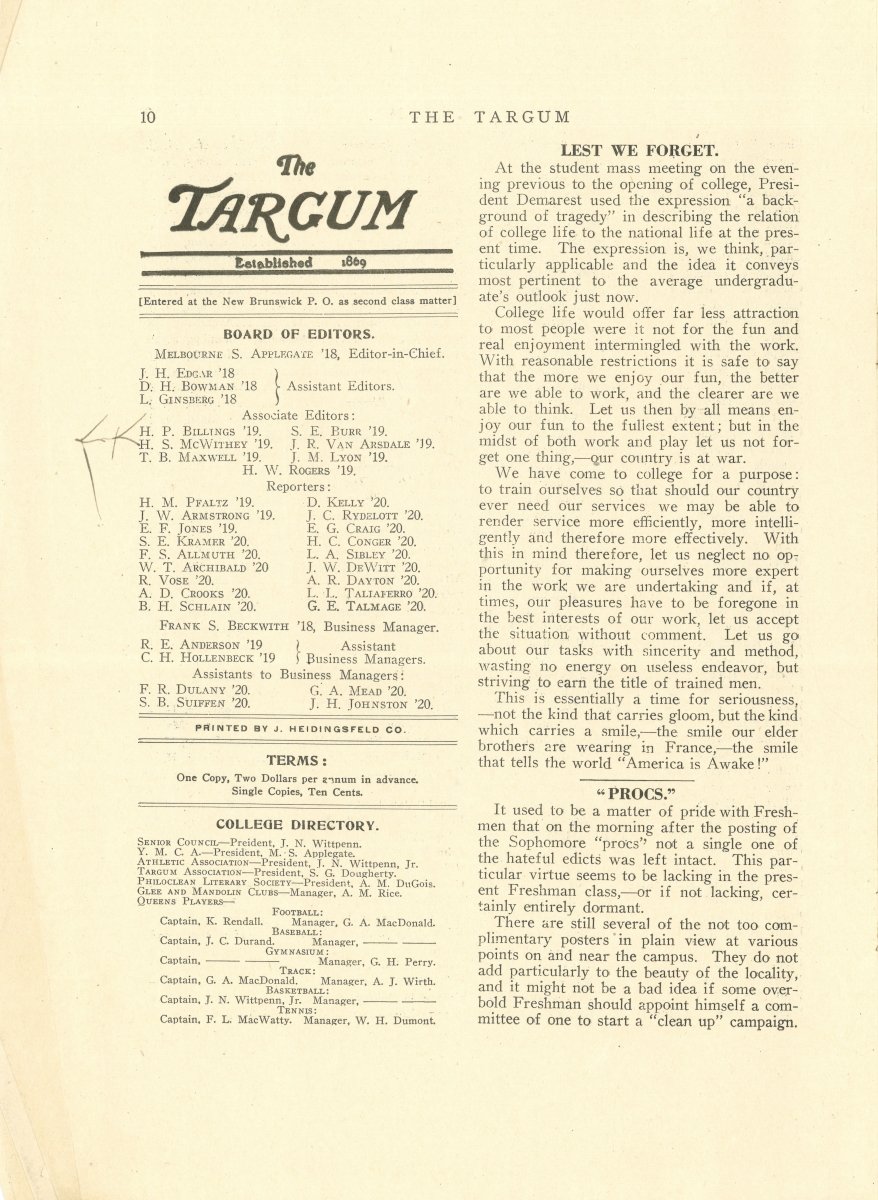 10
THE TARGUM
The
TARGUM
Established 1869
[Entered at the New Brunswick P. O. as second class matter]
BOARD OF EDITORS.
MELBOURNE S. APPLEGATE '18, Editor-in-Chief.
J. H. EDGAR '18
D. H. BOWMAN '18 } Assistant Editors.
L. GINSBERG '18
Associate Editors:
H. P. BILLINGS '19. S. E. BURR '19.
H. S. MCWITHEY '19. J. R. VAN ARSDALE '19.
T. B. MAXWELL '19. J. M. LYON '19.
H. W. ROGERS '19.
Reporters:
H. M. PFALTZ '19. D. KELLY '20.
J. W. ARMSTRONG '19. J. C. RYDELOTT '20.
E. F. JONES '19. E. G. CRAIG '20.
S. E. KRAMER '20. H. C. CONGER '20.
F. S. ALLMUTH '20. L. A. SIBLEY '20.
W. T. ARCHIBALD '20 J. W. DEWITT '20.
R. VOSE '20. A. R. DAYTON '20.
A. D. CROOKS '20. L. L. TALIAFERRO '20.
B. H. SCHLAIN '20. G. E. TALMAGE '20.
FRANK S. BECKWITH '18, Business Manager.
R. E. ANDERSON '19 } Assistant
C. H. HOLLENBECK '19 } Business Managers.
Assistants to Business Managers:
F. R. DULANY '20. G. A. MEAD '20.
S. B. SUIFFEN '20. J. H. JOHNSTON '20.
PRINTED BY J. HEIDINGSFELD CO.
TERMS:
One Copy, Two Dollars per annum in advance.
Single Copies, Ten Cents.
COLLEGE DIRECTORY.
SENIOR COUNCIL—Preident, J. N. Wittpenn.
Y. M. C. A.—President, M. S. Applegate.
ATHLETIC ASSOCIATION—President, J. N. Wittpenn, Jr.
TARGUM ASSOCIATION—President, S. G. Dougherty.
PHILOCLEAN LITERARY SOCIETY—President, A. M. DuGois.
GLEE AND MANDOLIN CLUBS—Manager, A. M. Rice.
QUEENS PLAYERS—
FOOTBALL:
Captain, K. Rendall. Manager, G. A. MacDonald.
BASEBALL:
Captain, J. C. Durand. Manager, —— ——
GYMNASIUM:
Captain, —— —— Manager, G. H. Perry.
TRACK:
Captain, G. A. MacDonald. Manager, A. J. Wirth.
BASKETBALL:
Captain, J. N. Wittpenn, Jr. Manager, —— ——
TENNIS:
Captain, F. L. MacWatty. Manager, W. H. Dumont.
LEST WE FORGET.
At the student mass meeting on the even-
ing previous to the opening of college, Presi-
dent Demarest used the expression "a back-
ground of tragedy" in describing the relation
of college life to the national life at the pres-
ent time. The expression is, we think, par-
ticularly applicable and the idea it conveys
most pertinent to the average undergradu-
ate's outlook just now.
College life would offer far less attraction
to most people were it not for the fun and
real enjoyment intermingled with the work.
With reasonable restrictions it is safe to say
that the more we enjoy our fun, the better
are we able to work, and the clearer are we
able to think. Let us then by all means en-
joy our fun to the fullest extent; but in the
midst of both work and play let us not for-
get one thing,—our country is at war.
We have come to college for a purpose:
to train ourselves so that should our country
ever need our services we may be able to
render service more efficiently, more intelli-
gently and therefore more effectively. With
this in mind therefore, let us neglect no op-
portunity for making ourselves more expert
in the work we are undertaking and if, at
times, our pleasures have to be foregone in
the best interests of our work, let us accept
the situation without comment. Let us go
about our tasks with sincerity and method,
wasting no energy on useless endeavor, but
striving to earn the title of trained men.
This is essentially a time for seriousness,
—not the kind that carries gloom, but the kind
which carries a smile,—the smile our elder
brothers are wearing in France,—the smile
that tells the world "America is Awake!"
"PROCS."
It used to be a matter of pride with Fresh-
men that on the morning after the posting of
the Sophomore "procs" not a single one of
the hateful edicts was left intact. This par-
ticular virtue seems to be lacking in the pres-
ent Freshman class,—or if not lacking, cer-
tainly entirely dormant.
There are still several of the not too com-
plimentary posters in plain view at various
points on and near the campus. They do not
add particularly to the beauty of the locality,
and it might not be a bad idea if some over-
bold Freshman should appoint himself a com-
mittee of one to start a "clean up" campaign.